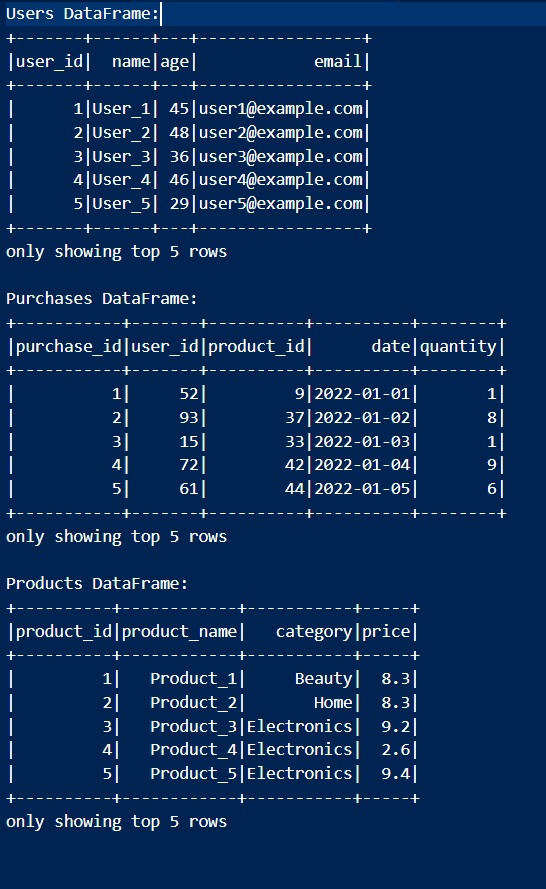 Users DataFrame:
+-------+------+---+-----------------+
|user_id|  name|age|            email|
+-------+------+---+-----------------+
|      1|User_1| 45|user1@example.com|
|      2|User_2| 48|user2@example.com|
|      3|User_3| 36|user3@example.com|
|      4|User_4| 46|user4@example.com|
|      5|User_5| 29|user5@example.com|
+-------+------+---+-----------------+
only showing top 5 rows

Purchases DataFrame:
+-----------+-------+----------+----------+--------+
|purchase_id|user_id|product_id|      date|quantity|
+-----------+-------+----------+----------+--------+
|          1|     52|         9|2022-01-01|       1|
|          2|     93|        37|2022-01-02|       8|
|          3|     15|        33|2022-01-03|       1|
|          4|     72|        42|2022-01-04|       9|
|          5|     61|        44|2022-01-05|       6|
+-----------+-------+----------+----------+--------+
only showing top 5 rows

Products DataFrame:
+----------+------------+-----------+-----+
|product_id|product_name|   category|price|
+----------+------------+-----------+-----+
|         1|   Product_1|     Beauty|  8.3|
|         2|   Product_2|       Home|  8.3|
|         3|   Product_3|Electronics|  9.2|
|         4|   Product_4|Electronics|  2.6|
|         5|   Product_5|Electronics|  9.4|
+----------+------------+-----------+-----+
only showing top 5 rows